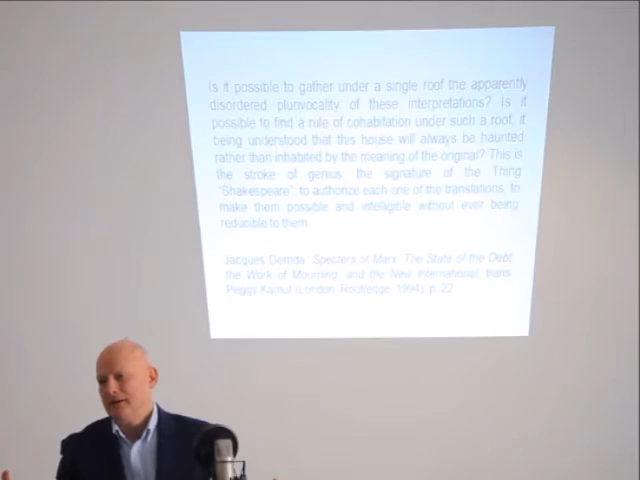 Is it possible to gather under a single roof the apparently
disordered plurivocality of these interpretations? Is it
possible to find a rule of cohabitation under such a roof, it
being understood that this house will always be haunted
rather than inhabited by the meaning of the original? This is
the stroke of genius, the signature of the Thing
"Shakespeare": to authorize each one of the translations, to
make them possible and intelligible without ever being
reducible to them.
Jacques Derrida, Specters of Marx: The State of the Debt,
the Work of Mourning, and the New International, trans.
Peggy Kamuf (London: Routledge, 1994), p. 22